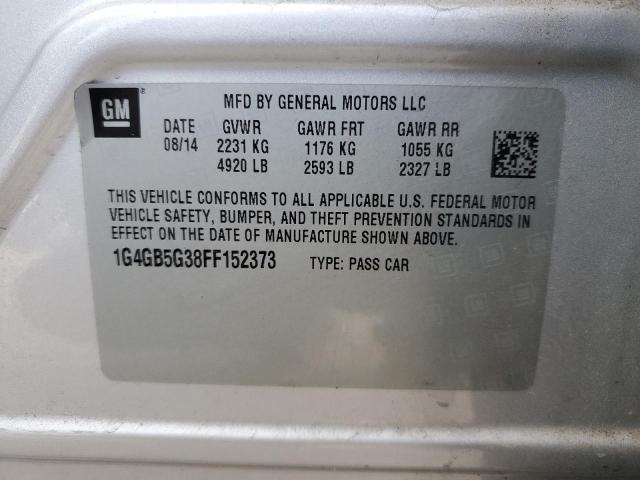 GM ®
MFD BY GENERAL MOTORS LLC
DATE GVWR GAWR FRT GAWR RR
08/14 2231 KG 1176 KG 1055 KG
4920 LB 2593 LB 2327 LB
THIS VEHICLE CONFORMS TO ALL APPLICABLE U.S. FEDERAL MOTOR
VEHICLE SAFETY, BUMPER, AND THEFT PREVENTION STANDARDS IN
EFFECT ON THE DATE OF MANUFACTURE SHOWN ABOVE.
1G4GB5G38FF152373 TYPE: PASS CAR